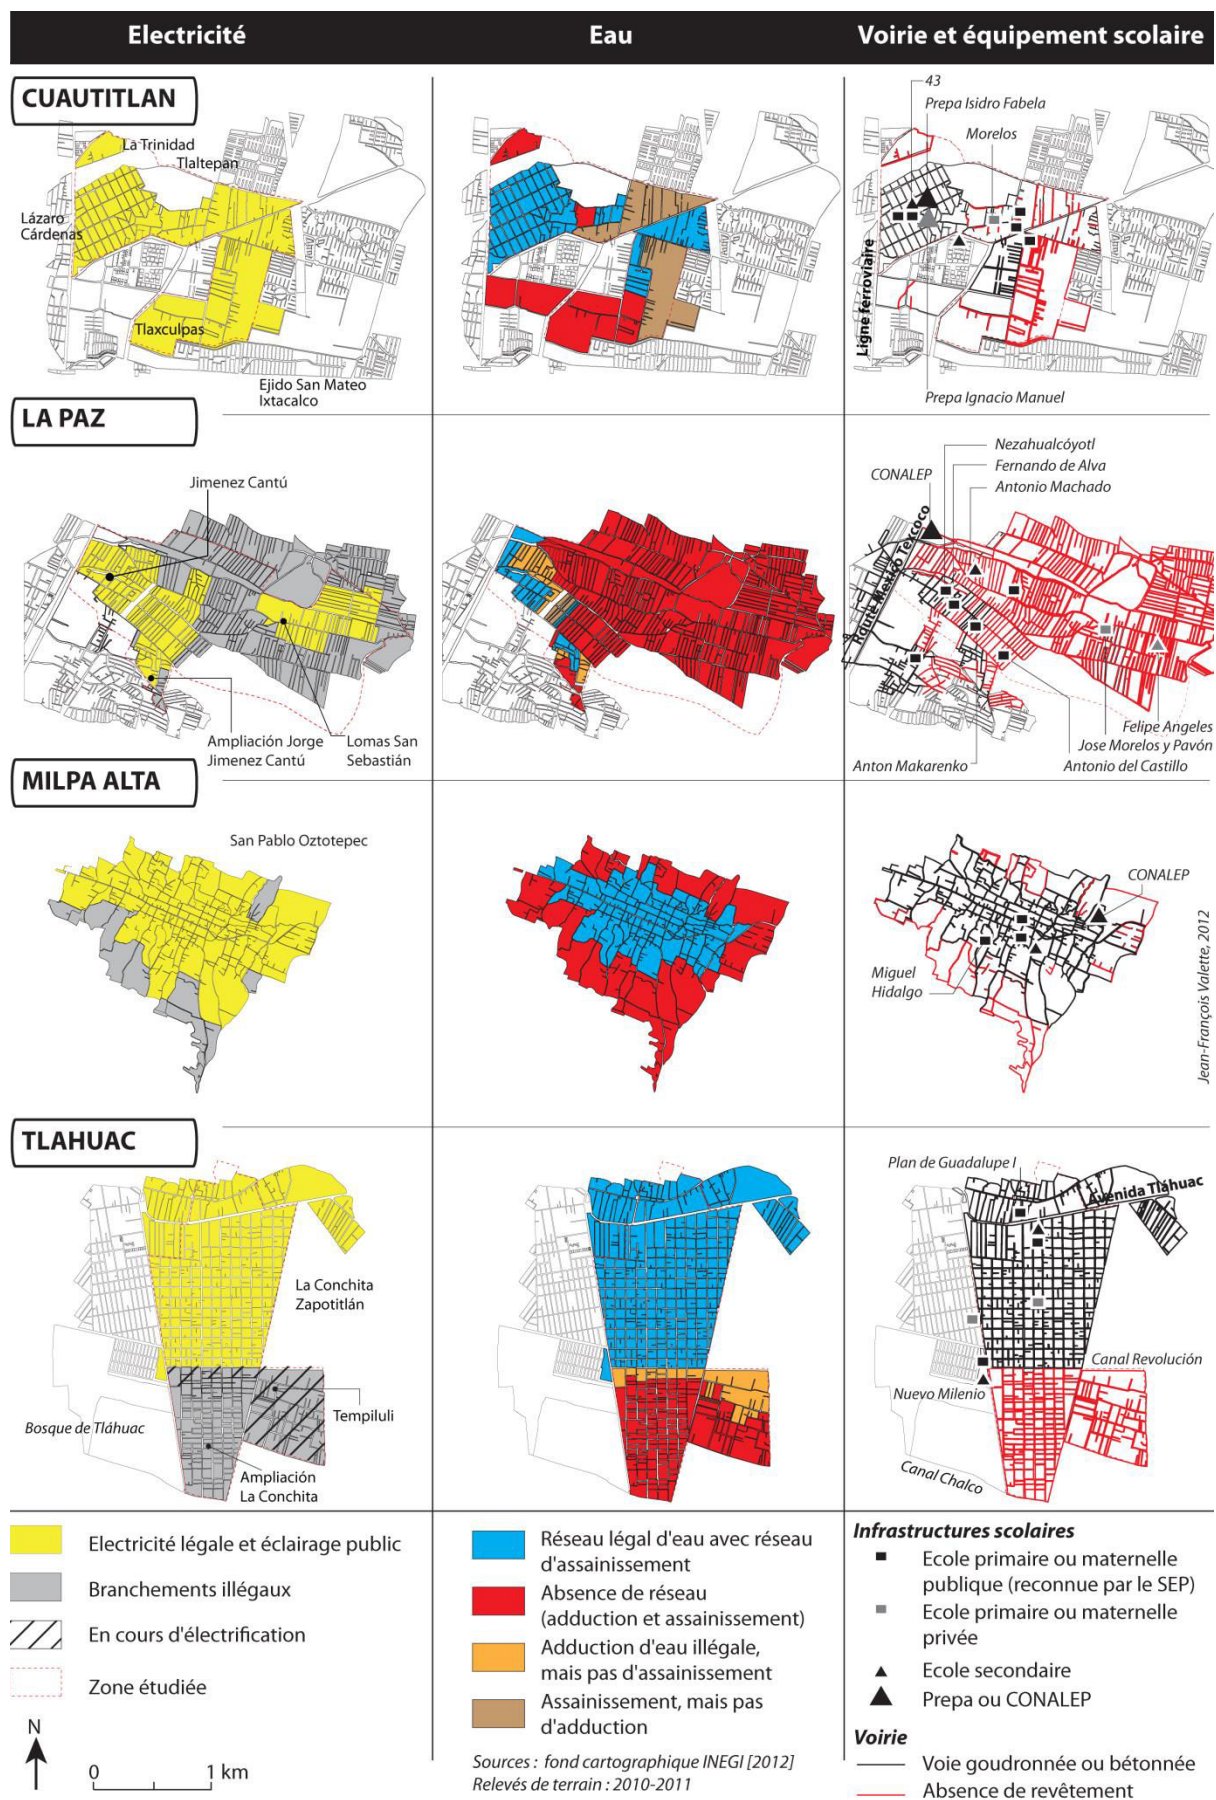 Electricité
Eau
Voirie et équipement scolaire
CUAUTITLAN
La Trinidad
Tlaltepan
Lázaro
Cárdenas
Tlaxculpas
Ejido San Mateo
Ixtacalco
43
Prepa Isidro Fabela
Morelos
Ligne ferroviaire
Prepa Ignacio Manuel
LA PAZ
Jimenez Cantú
Ampliación Jorge
Jimenez Cantú
Lomas San
Sebastián
Nezahualcóyotl
Fernando de Alva
CONALEP
Antonio Machado
Route Mexico Texcoco
Felipe Angeles
Jose Morelos y Pavón
Anton Makarenko
Antonio del Castillo
MILPA ALTA
San Pablo Oztotepec
CONALEP
Miguel
Hidalgo
Jean-François Valette, 2012
TLAHUAC
La Conchita
Zapotitlán
Tempiluli
Bosque de Tláhuac
Ampliación
La Conchita
Plan de Guadalupe I
Avenida Tláhuac
Canal Revolución
Nuevo Milenio
Canal Chalco
Electricité légale et éclairage public
Branchements illégaux
En cours d'électrification
Zone étudiée
N
0 1 km
Réseau légal d'eau avec réseau
d'assainissement
Absence de réseau
(adduction et assainissement)
Adduction d'eau illégale,
mais pas d'assainissement
Assainissement, mais pas
d'adduction
Sources : fond cartographique INEGI [2012]
Relevés de terrain : 2010-2011
Infrastructures scolaires
Ecole primaire ou maternelle
publique (reconnue par le SEP)
Ecole primaire ou maternelle
privée
Ecole secondaire
Prepa ou CONALEP
Voirie
Voie goudronnée ou bétonnée
Absence de revêtement